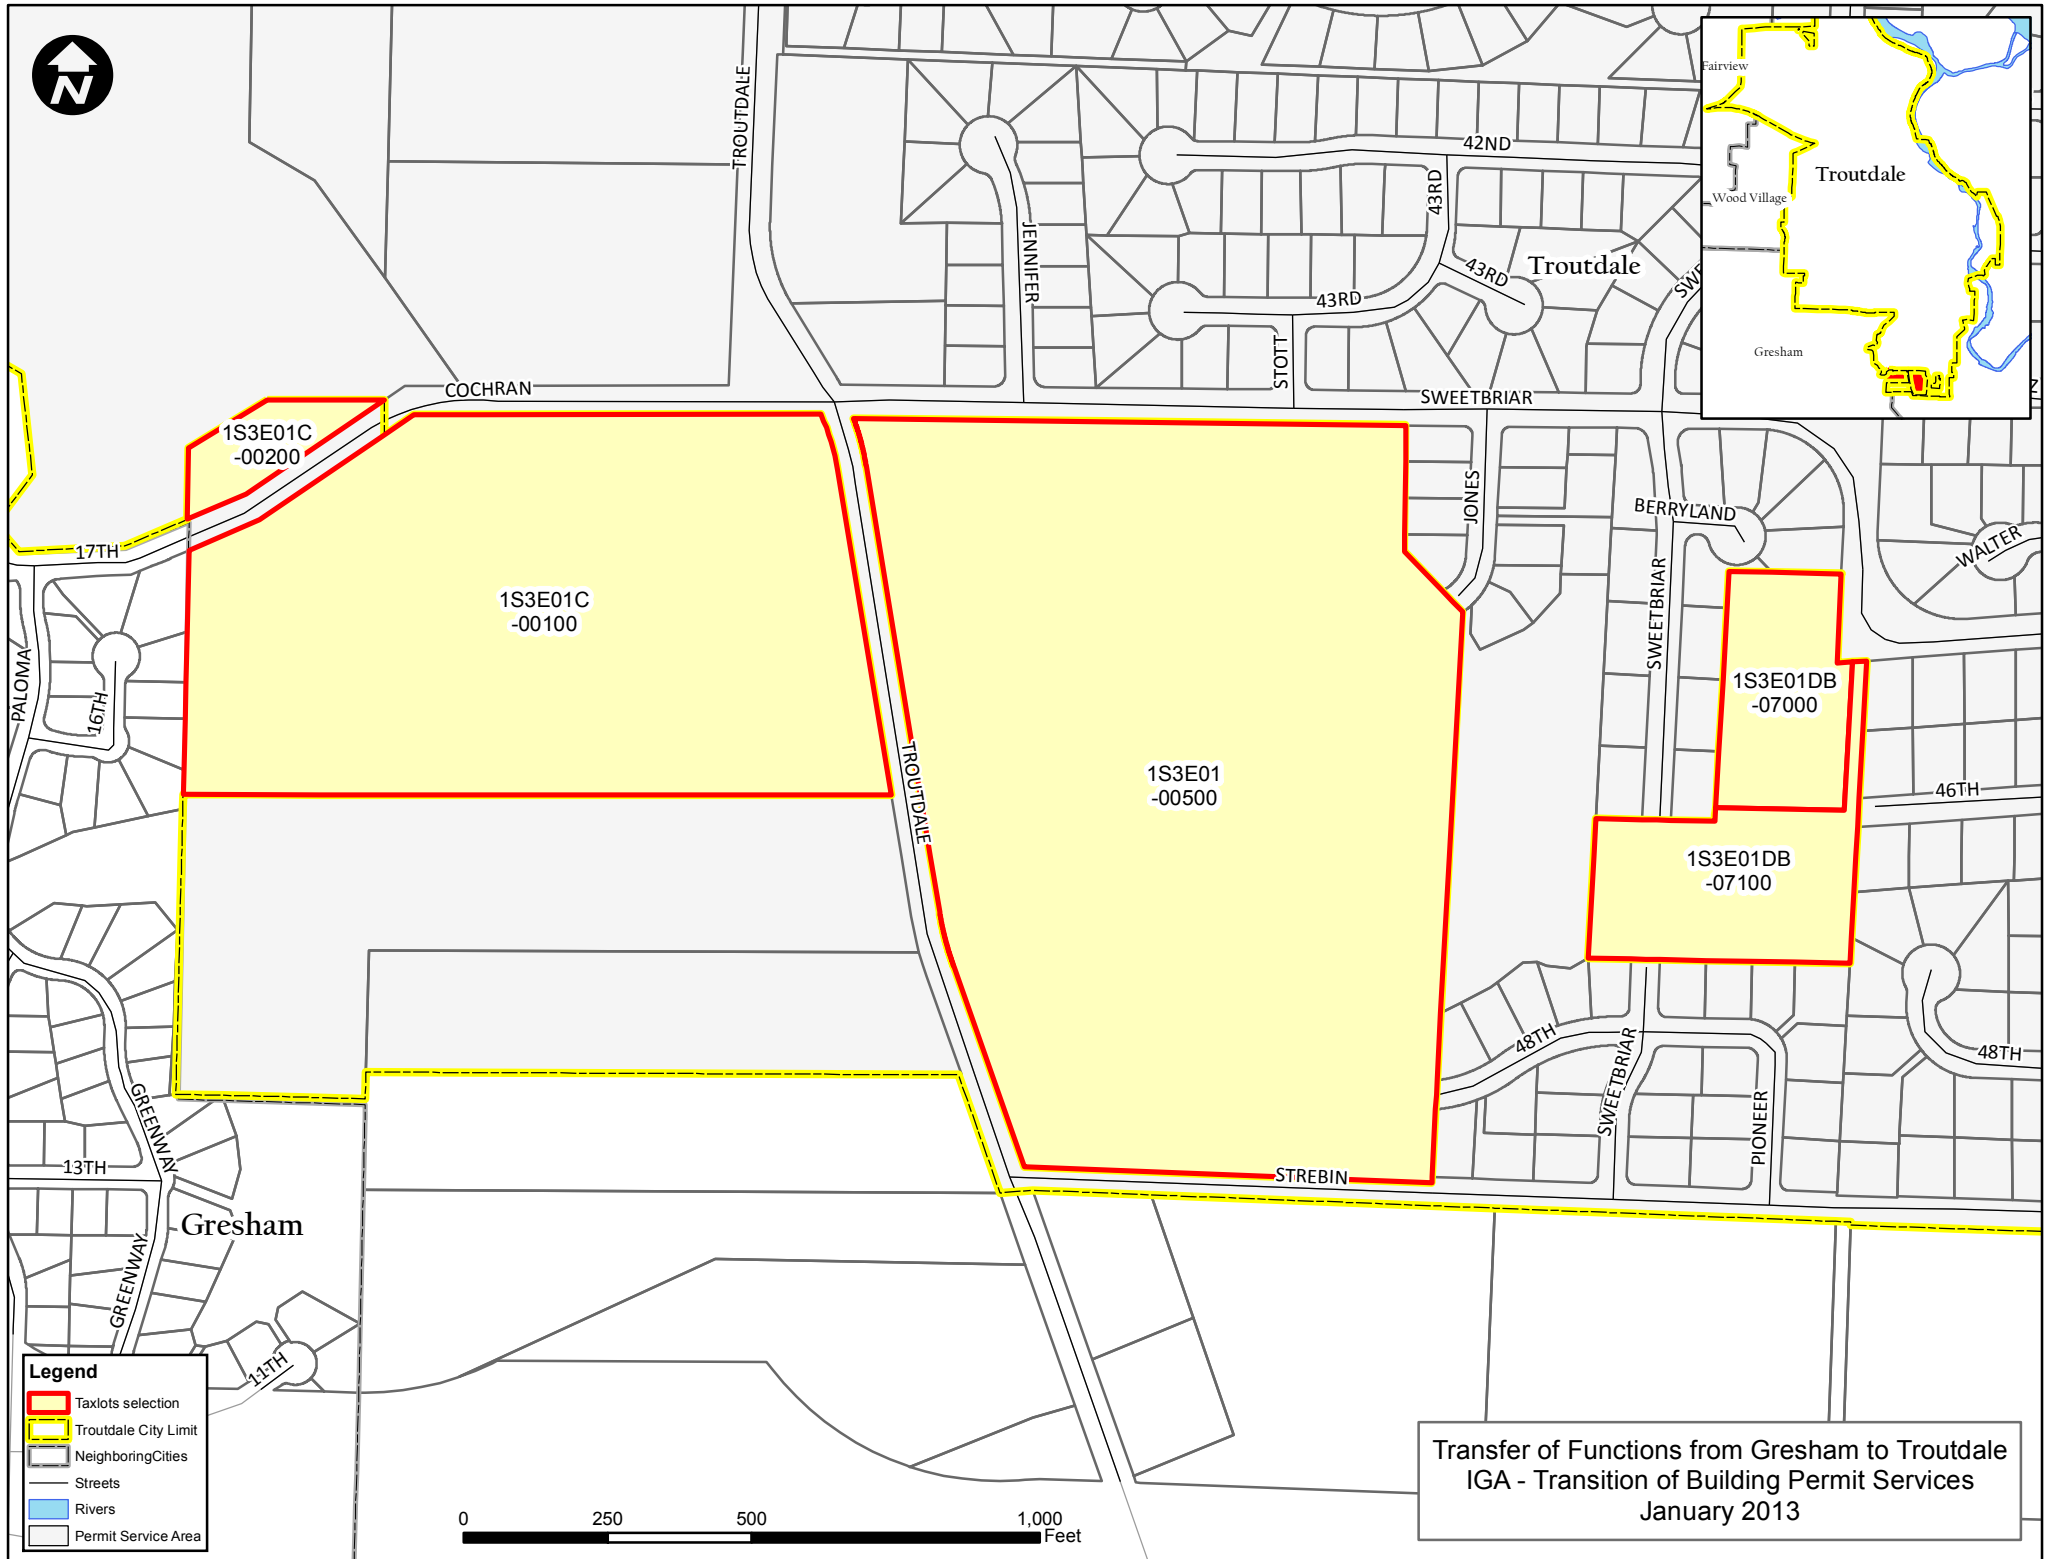 N
TROUTDALE
42ND
43RD
JENNIFER
43RD
Troutdale
43RD
STOTT
COCHRAN
SWEETBRIAR
Fairview
Troutdale
Wood Village
Gresham
1S3E01C
-00200
17TH
1S3E01C
-00100
JONES
BERRYLAND
WALTER
SWEETBRIAR
PALOMA
16TH
1S3E01DB
-07000
TROUTDALE
1S3E01
-00500
46TH
1S3E01DB
-07100
48TH
SWEETBRIAR
48TH
PIONEER
GREENWAY
13TH
STREBIN
Gresham
GREENWAY
11TH
Legend
Taxlots selection
Troutdale City Limit
NeighboringCities
Streets
Rivers
Permit Service Area
0 250 500 1,000
Feet
Transfer of Functions from Gresham to Troutdale
IGA - Transition of Building Permit Services
January 2013